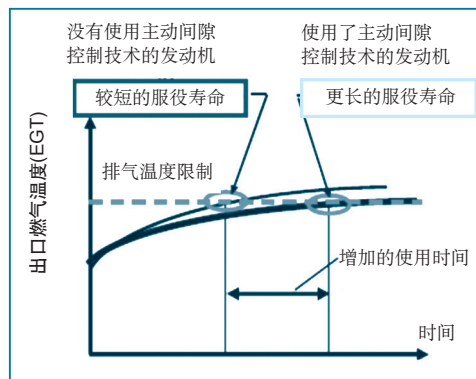 没有使用主动间隙
控制技术的发动机
较短的服役寿命
使用了主动间隙
控制技术的发动机
更长的服役寿命
出口燃气温度(EGT)
排气温度限制
增加的使用时间
时间